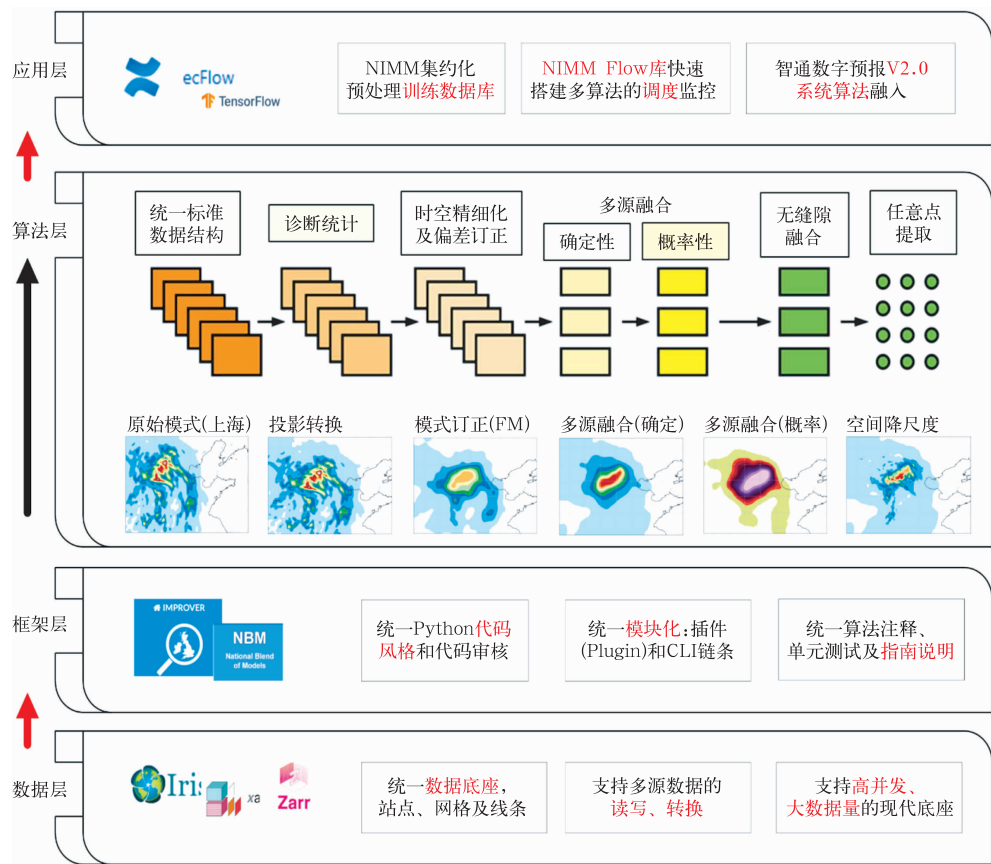 应用层
ecFlow
TensorFlow
NIMM集约化
预处理训练数据库
NIMM Flow库快速
搭建多算法的调度监控
智通数字预报V2.0
系统算法融入
算法层
统一标准
数据结构
诊断统计
时空精细化
及偏差订正
多源融合
确定性
概率性
无缝隙
融合
任意点
提取
原始模式(上海)
投影转换
模式订正(FM)
多源融合(确定)
多源融合(概率)
空间降尺度
框架层
IMPROVER
NBM
National Blend
of Models
统一Python代码
风格和代码审核
统一模块化:插件
(Plugin)和CLI链条
统一算法注释、
单元测试及指南说明
数据层
Iris
xa
Zarr
统一数据底座,
站点、网格及线条
支持多源数据的
读写、转换
支持高并发、
大数据量的现代底座